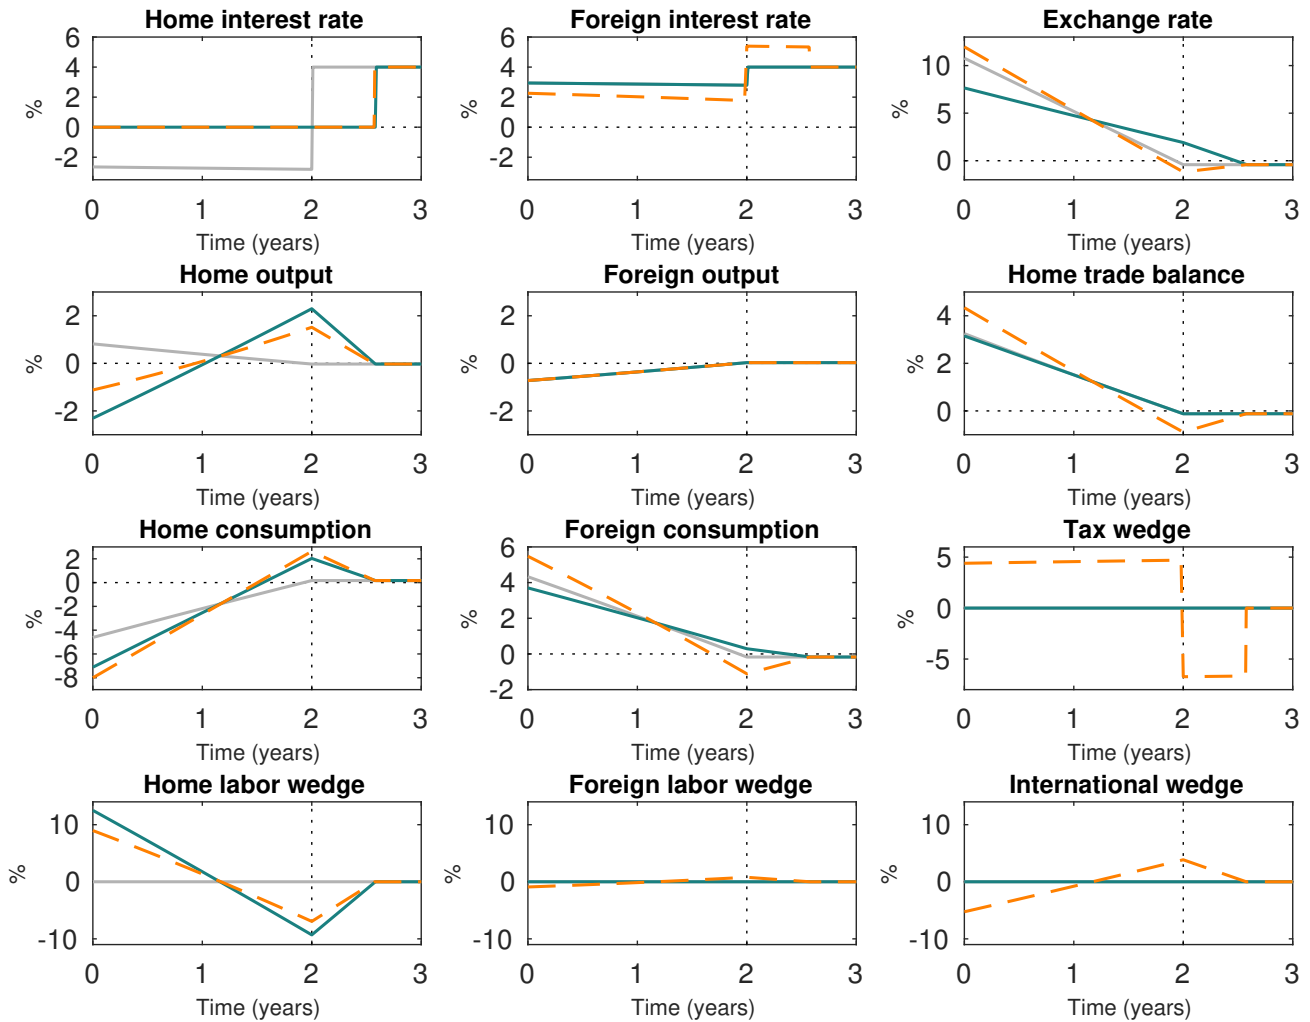 Home interest rate
Foreign interest rate
Exchange rate
6
4
2
0
-2
%
0 1 2 3
Time (years)
6
4
2
0
%
0 1 2 3
Time (years)
10
5
0
%
0 1 2 3
Time (years)
Home output
Foreign output
Home trade balance
2
0
-2
%
0 1 2 3
Time (years)
2
0
-2
%
0 1 2 3
Time (years)
4
2
0
%
0 1 2 3
Time (years)
Home consumption
Foreign consumption
Tax wedge
2
0
-2
-4
-6
-8
%
0 1 2 3
Time (years)
6
4
2
0
-2
%
0 1 2 3
Time (years)
5
0
-5
%
0 1 2 3
Time (years)
Home labor wedge
Foreign labor wedge
International wedge
10
0
-10
%
0 1 2 3
Time (years)
10
0
-10
%
0 1 2 3
Time (years)
10
0
-10
%
0 1 2 3
Time (years)